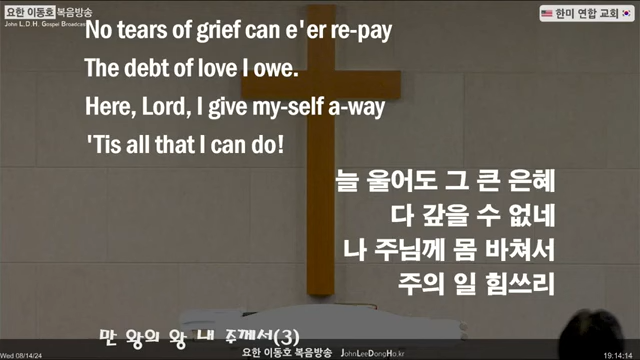 요한 이동호 복음방송
John L.D.H. Gospel Broadcast
한미 연합 교회
No tears of grief can e'er re-pay
The debt of love I owe.
Here, Lord, I give my-self a-way
'Tis all that I can do!
늘 울어도 그 큰 은혜
다 갚을 수 없네
나 주님께 몸 바쳐서
주의 일 힘쓰리
만 왕의 왕 내 주께서(3)
요한 이동호 복음방송 JohnLeeDongHo.kr
Wed 08/14/24
19:14:14